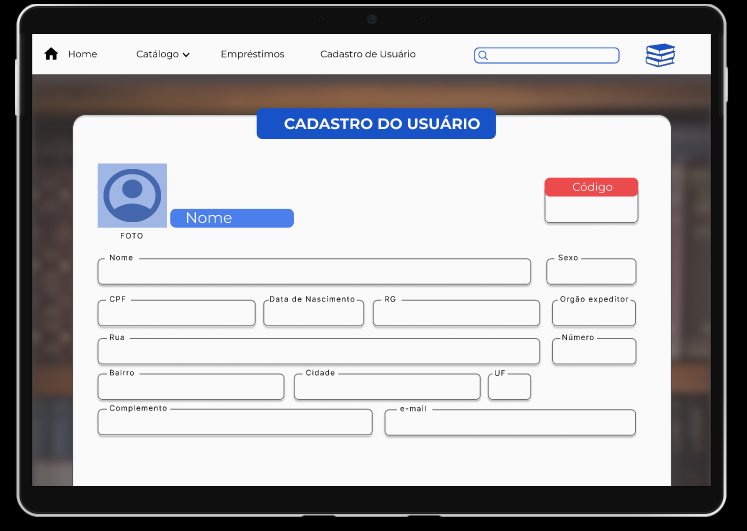 Home Catálogo Empréstimos Cadastro de Usuário
CADASTRO DO USUÁRIO
Código
Nome
FOTO
Nome Sexo
CPF Data de Nascimento RG Orgão expeditor
Rua Número
Bairro Cidade UF
Complemento e-mail